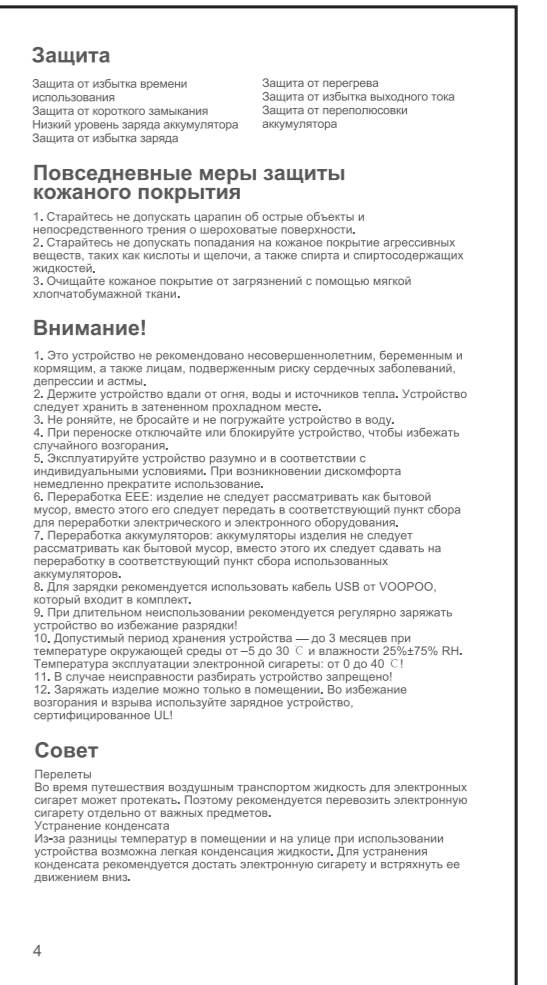 Защита
Защита от избытка времени
использования
Защита от короткого замыкания
Низкий уровень заряда аккумулятора
Защита от избытка заряда
Защита от перегрева
Защита от избытка выходного тока
Защита от переполюсовки
аккумулятора
Повседневные меры защиты
кожаного покрытия
1. Старайтесь не допускать царапин об острые объекты и
непосредственного трения о шероховатые поверхности.
2. Старайтесь не допускать попадания на кожаное покрытие агрессивных
веществ, таких как кислоты и щелочи, а также спирта и спиртосодержащих
жидкостей.
3. Очищайте кожаное покрытие от загрязнений с помощью мягкой
хлопчатобумажной ткани.
Внимание!
1. Это устройство не рекомендовано несовершеннолетним, беременным и
кормящим, а также лицам, подверженным риску сердечных заболеваний,
депрессии и астмы.
2. Держите устройство вдали от огня, воды и источников тепла. Устройство
следует хранить в затененном прохладном месте.
3. Не роняйте, не бросайте и не погружайте устройство в воду.
4. При переноске отключайте или блокируйте устройство, чтобы избежать
случайного возгорания.
5. Эксплуатируйте устройство разумно и в соответствии с
индивидуальными условиями. При возникновении дискомфорта
немедленно прекратите использование.
6. Переработка EEE: изделие не следует рассматривать как бытовой
мусор, вместо этого его следует передать в соответствующий пункт сбора
для переработки электрического и электронного оборудования.
7. Переработка аккумуляторов: аккумуляторы изделия не следует
рассматривать как бытовой мусор, вместо этого их следует сдавать на
переработку в соответствующий пункт сбора использованных
аккумуляторов.
8. Для зарядки рекомендуется использовать кабель USB от VOOPOO,
который входит в комплект.
9. При длительном неиспользовании рекомендуется регулярно заряжать
устройство во избежание разрядки!
10. Допустимый период хранения устройства — до 3 месяцев при
температуре окружающей среды от –5 до 30 ℃ и влажности 25%±75% RH.
Температура эксплуатации электронной сигареты: от 0 до 40 ℃!
11. В случае неисправности разбирать устройство запрещено!
12. Заряжать изделие можно только в помещении. Во избежание
возгорания и взрыва используйте зарядное устройство,
сертифицированное UL!
Совет
Перелеты
Во время путешествия воздушным транспортом жидкость для электронных
сигарет может протекать. Поэтому рекомендуется перевозить электронную
сигарету отдельно от важных предметов.
Устранение конденсата
Из-за разницы температур в помещении и на улице при использовании
устройства возможна легкая конденсация жидкости. Для устранения
конденсата рекомендуется достать электронную сигарету и встряхнуть ее
движением вниз.
4